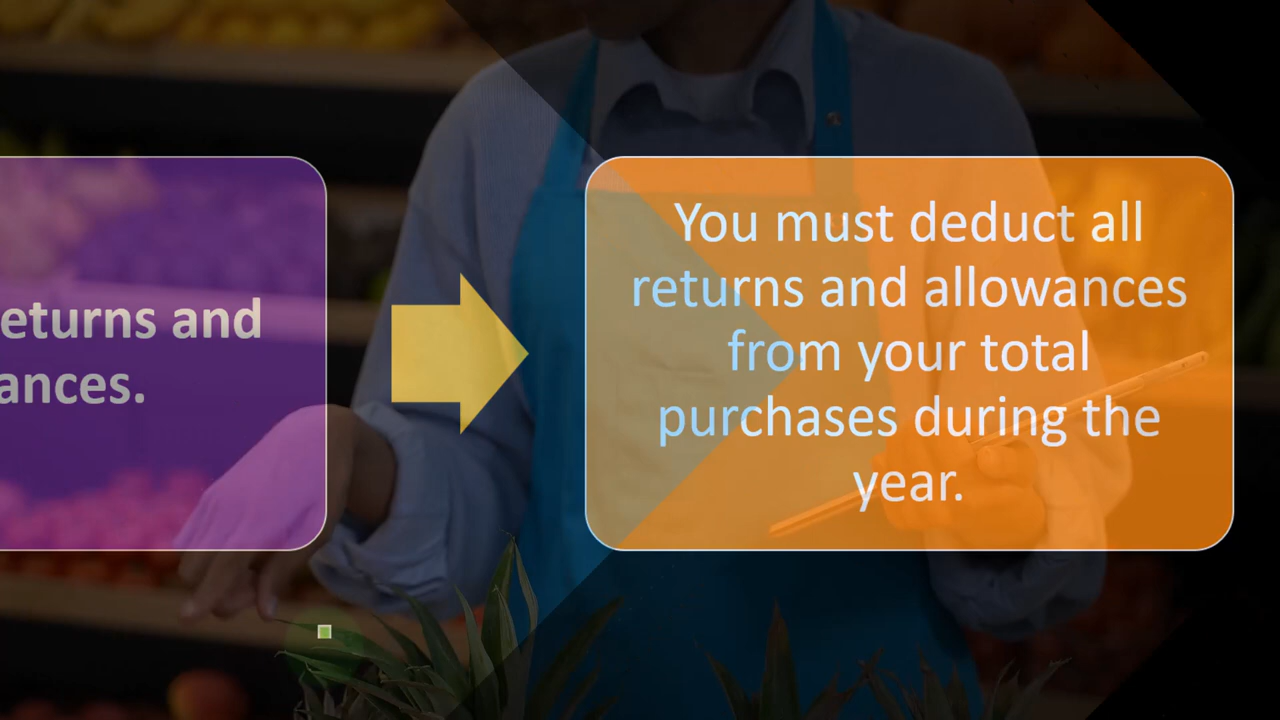 eturns and
ances.
You must deduct all
returns and allowances
from your total
purchases during the
year.